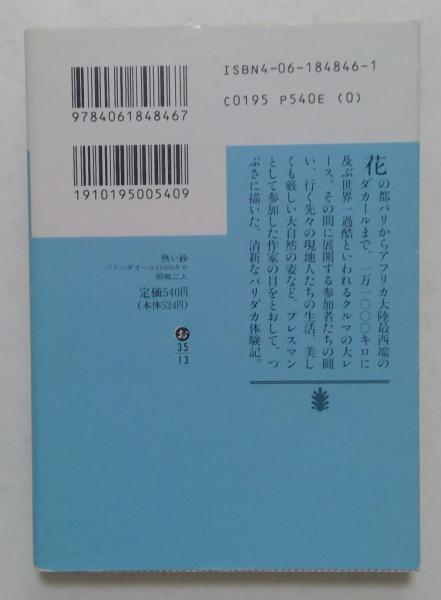 ISBN4-06-184846-1
C0195 P540E (0)
9784061848467
1910195005409
花の都パリからアフリカ大陸最西端の
ダカールまで、一万一〇〇〇キロに
及ぶ世界一過酷といわれるクルマの大レ
ース。その間に展開する参加者たちの闘
い、行く先々の現地人たちの生活、美し
くも厳しい大自然の姿など、プレスマン
として参加した作家の目をとおして、つ
ぶさに描いた、清新なパリダカ体験記。
熱い砂
パリーダカール11000キロ
岡嶋二人
定価540円
(本体524円)
お
35
13